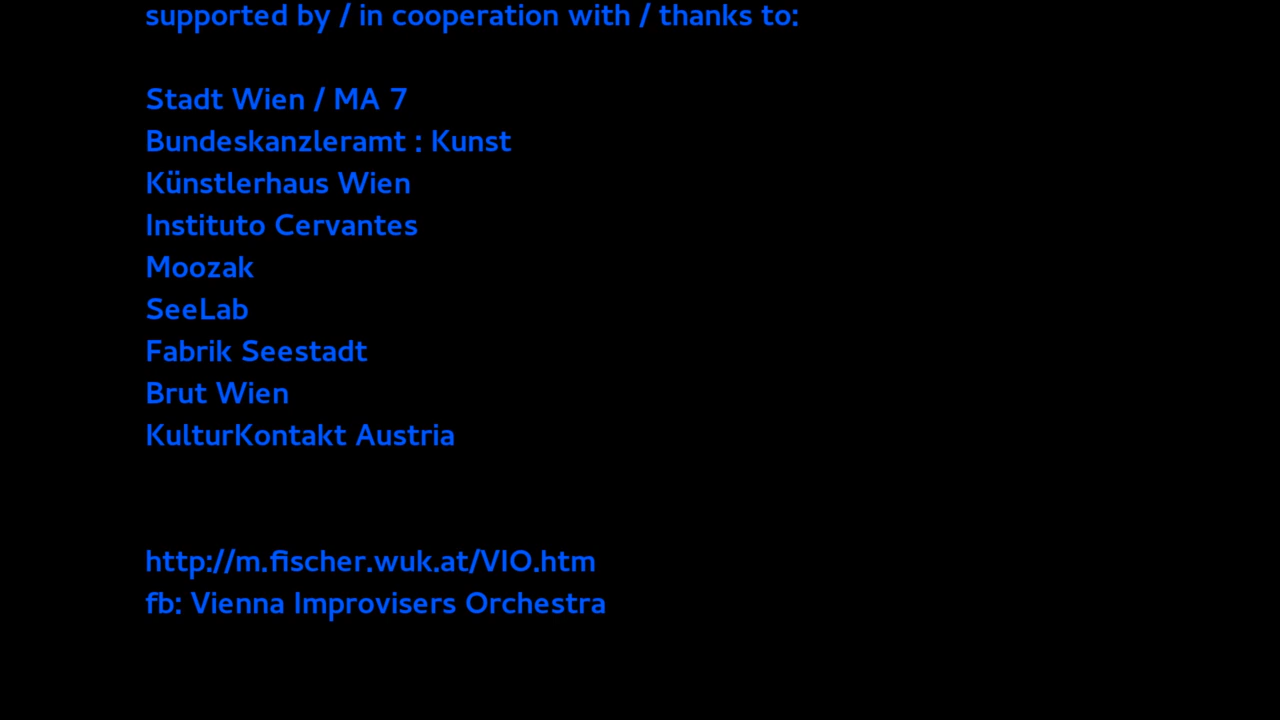 supported by / in cooperation with / thanks to:
Stadt Wien / MA 7
Bundeskanzleramt : Kunst
Künstlerhaus Wien
Instituto Cervantes
Moozak
SeeLab
Fabrik Seestadt
Brut Wien
KulturKontakt Austria
http://m.fischer.wuk.at/VIO.htm
fb: Vienna Improvisers Orchestra